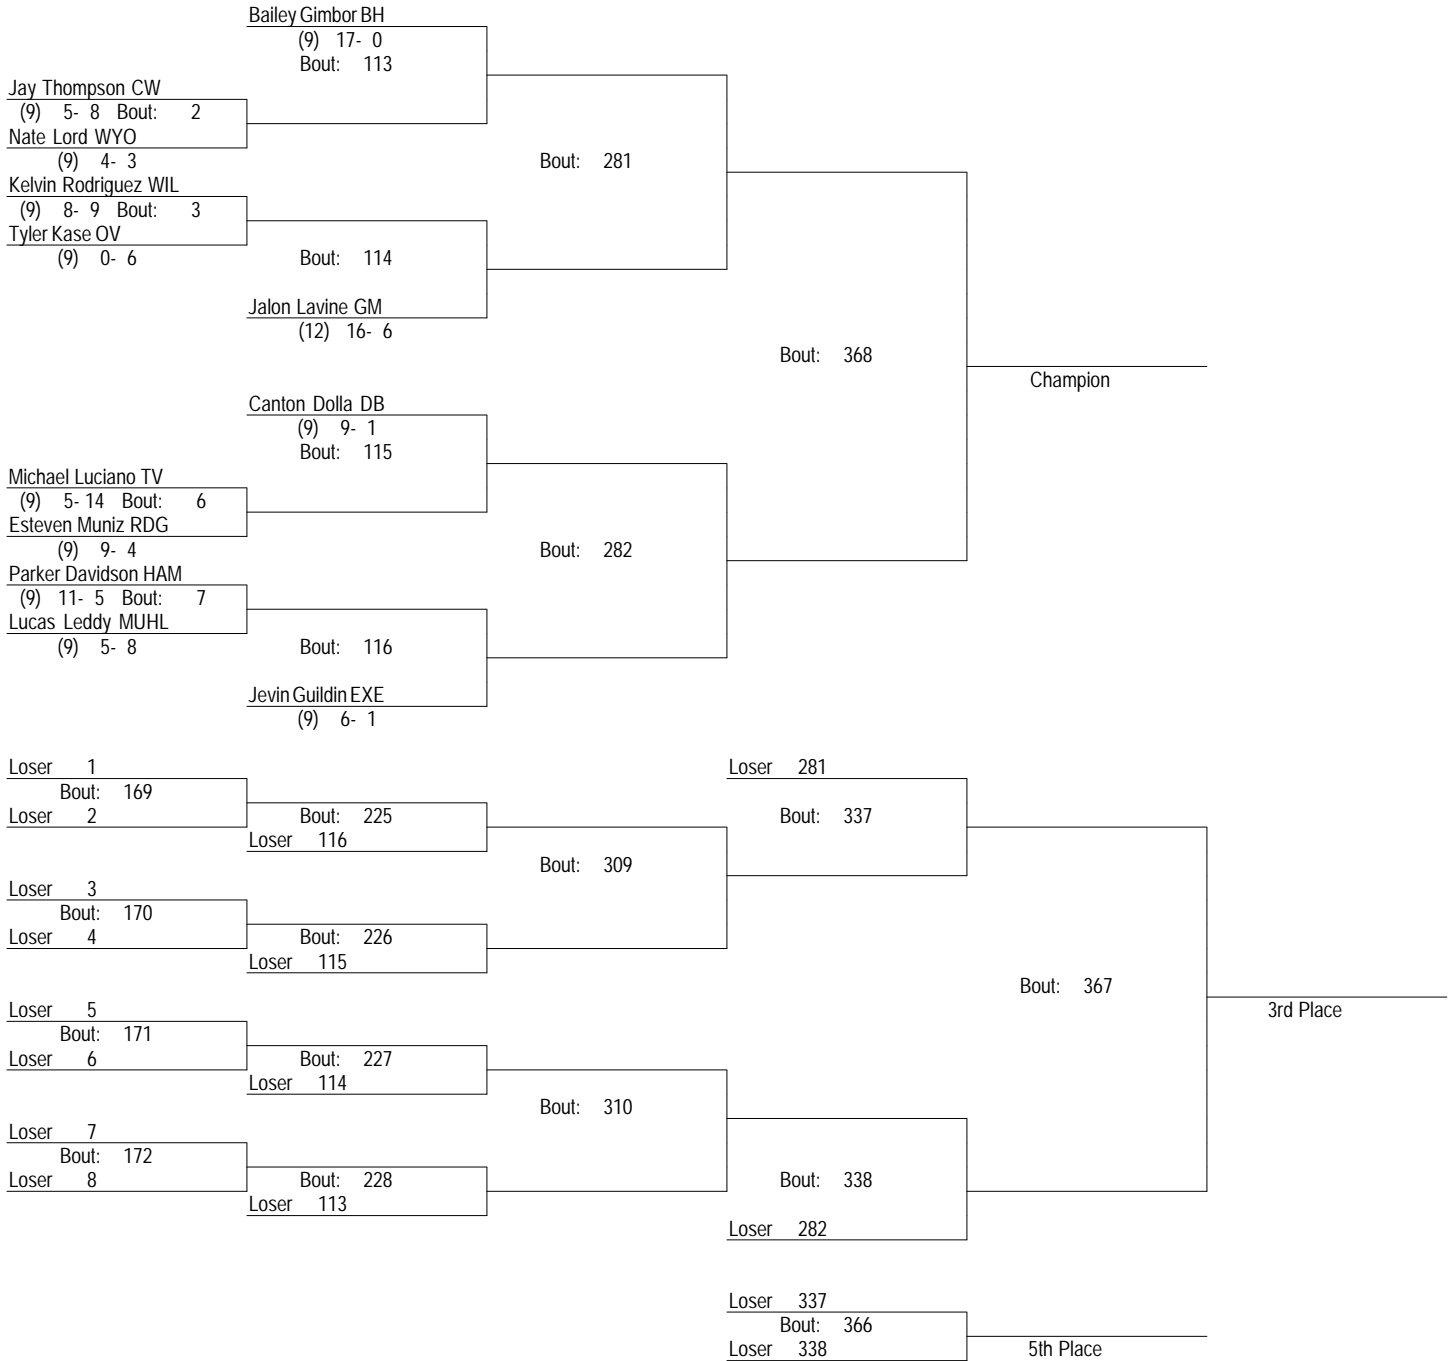 Bailey Gimbor BH
(9) 17- 0
Bout: 113
Jay Thompson CW
(9) 5- 8 Bout: 2
Nate Lord WYO
(9) 4- 3
Bout: 281
Kelvin Rodriguez WIL
(9) 8- 9 Bout: 3
Tyler Kase OV
(9) 0- 6
Bout: 114
Jalon Lavine GM
(12) 16- 6
Bout: 368
Champion
Canton Dolla DB
(9) 9- 1
Bout: 115
Michael Luciano TV
(9) 5- 14 Bout: 6
Esteven Muniz RDG
(9) 9- 4
Bout: 282
Parker Davidson HAM
(9) 11- 5 Bout: 7
Lucas Leddy MUHL
(9) 5- 8
Bout: 116
Jevin Guildin EXE
(9) 6- 1
Loser 1
Bout: 169
Loser 2
Bout: 225
Loser 116
Loser 281
Bout: 337
Bout: 309
Loser 3
Bout: 170
Loser 4
Bout: 226
Loser 115
Bout: 367
3rd Place
Loser 5
Bout: 171
Loser 6
Bout: 227
Loser 114
Bout: 310
Loser 7
Bout: 172
Loser 8
Bout: 228
Loser 113
Bout: 338
Loser 282
Loser 337
Bout: 366
Loser 338
5th Place